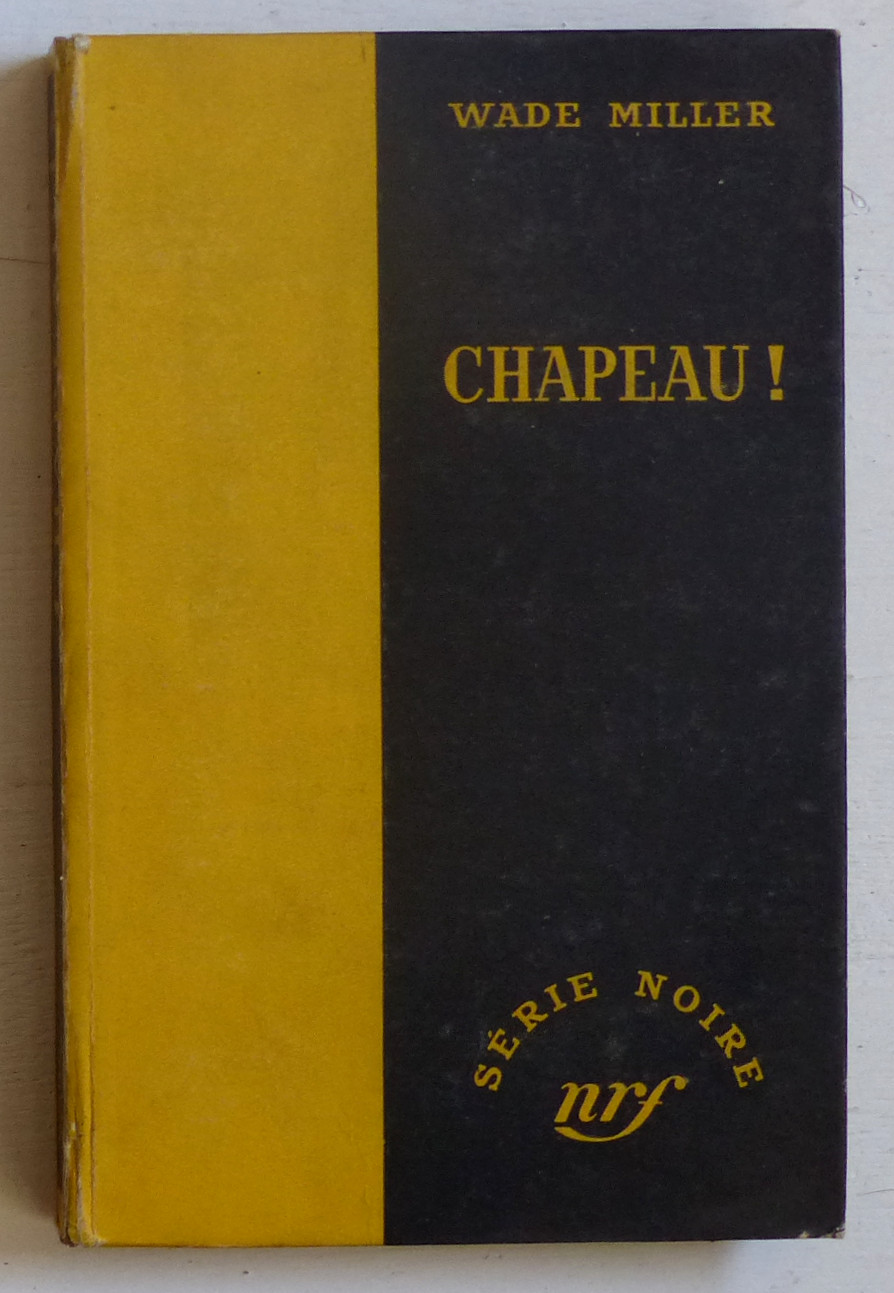 WADE MILLER
CHAPEAU !
SÉRIE NOIRE
nrf